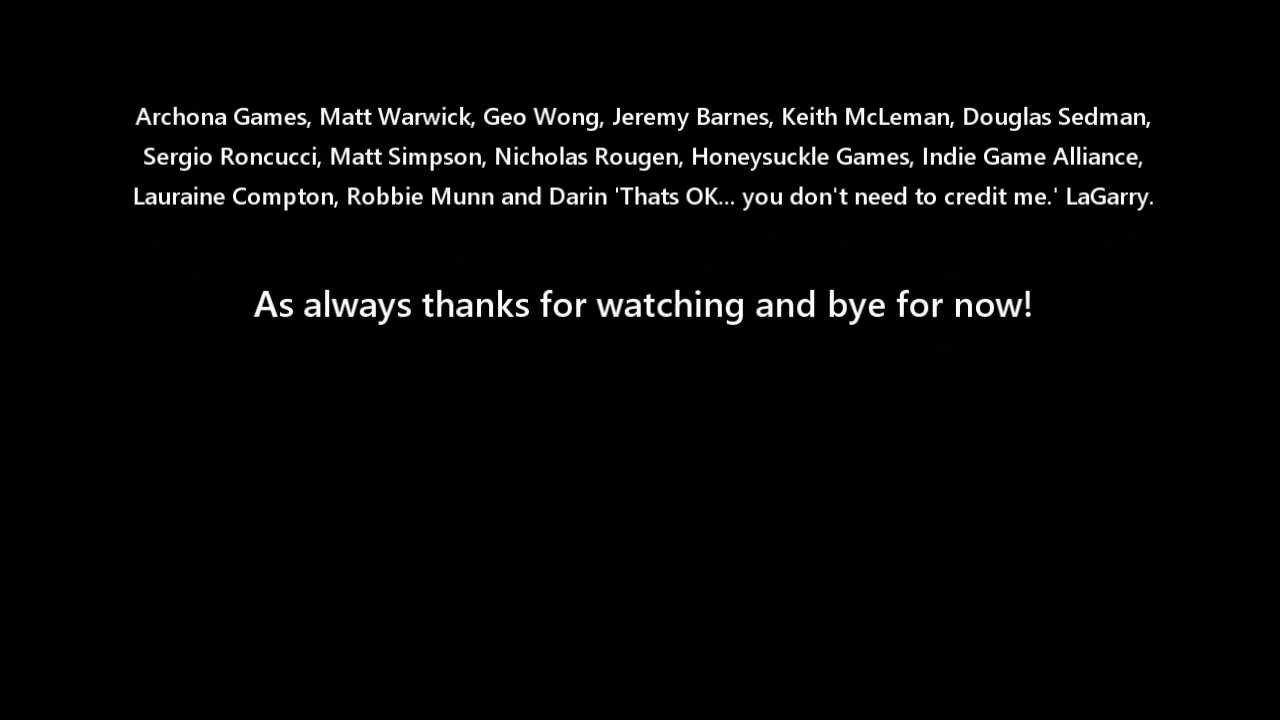 Archona Games, Matt Warwick, Geo Wong, Jeremy Barnes, Keith McLeman, Douglas Sedman,
Sergio Roncucci, Matt Simpson, Nicholas Rougen, Honeysuckle Games, Indie Game Alliance,
Lauraine Compton, Robbie Munn and Darin 'Thats OK... you don't need to credit me.' LaGarry.
As always thanks for watching and bye for now!